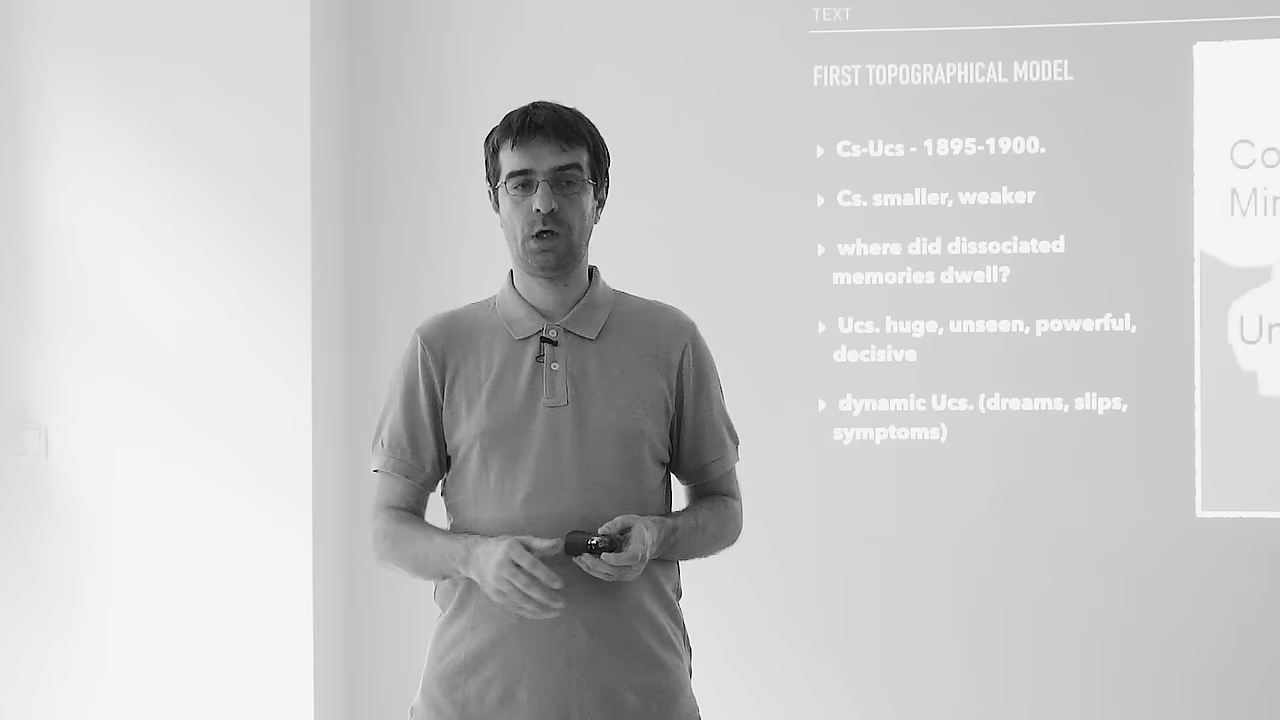 TEXT
FIRST TOPOGRAPHICAL MODEL
Cs-Ucs - 1895-1900.
Cs. smaller, weaker
where did dissociated
memories dwell?
Ucs. huge, unseen, powerful,
decisive
dynamic Ucs. (dreams, slips,
symptoms)